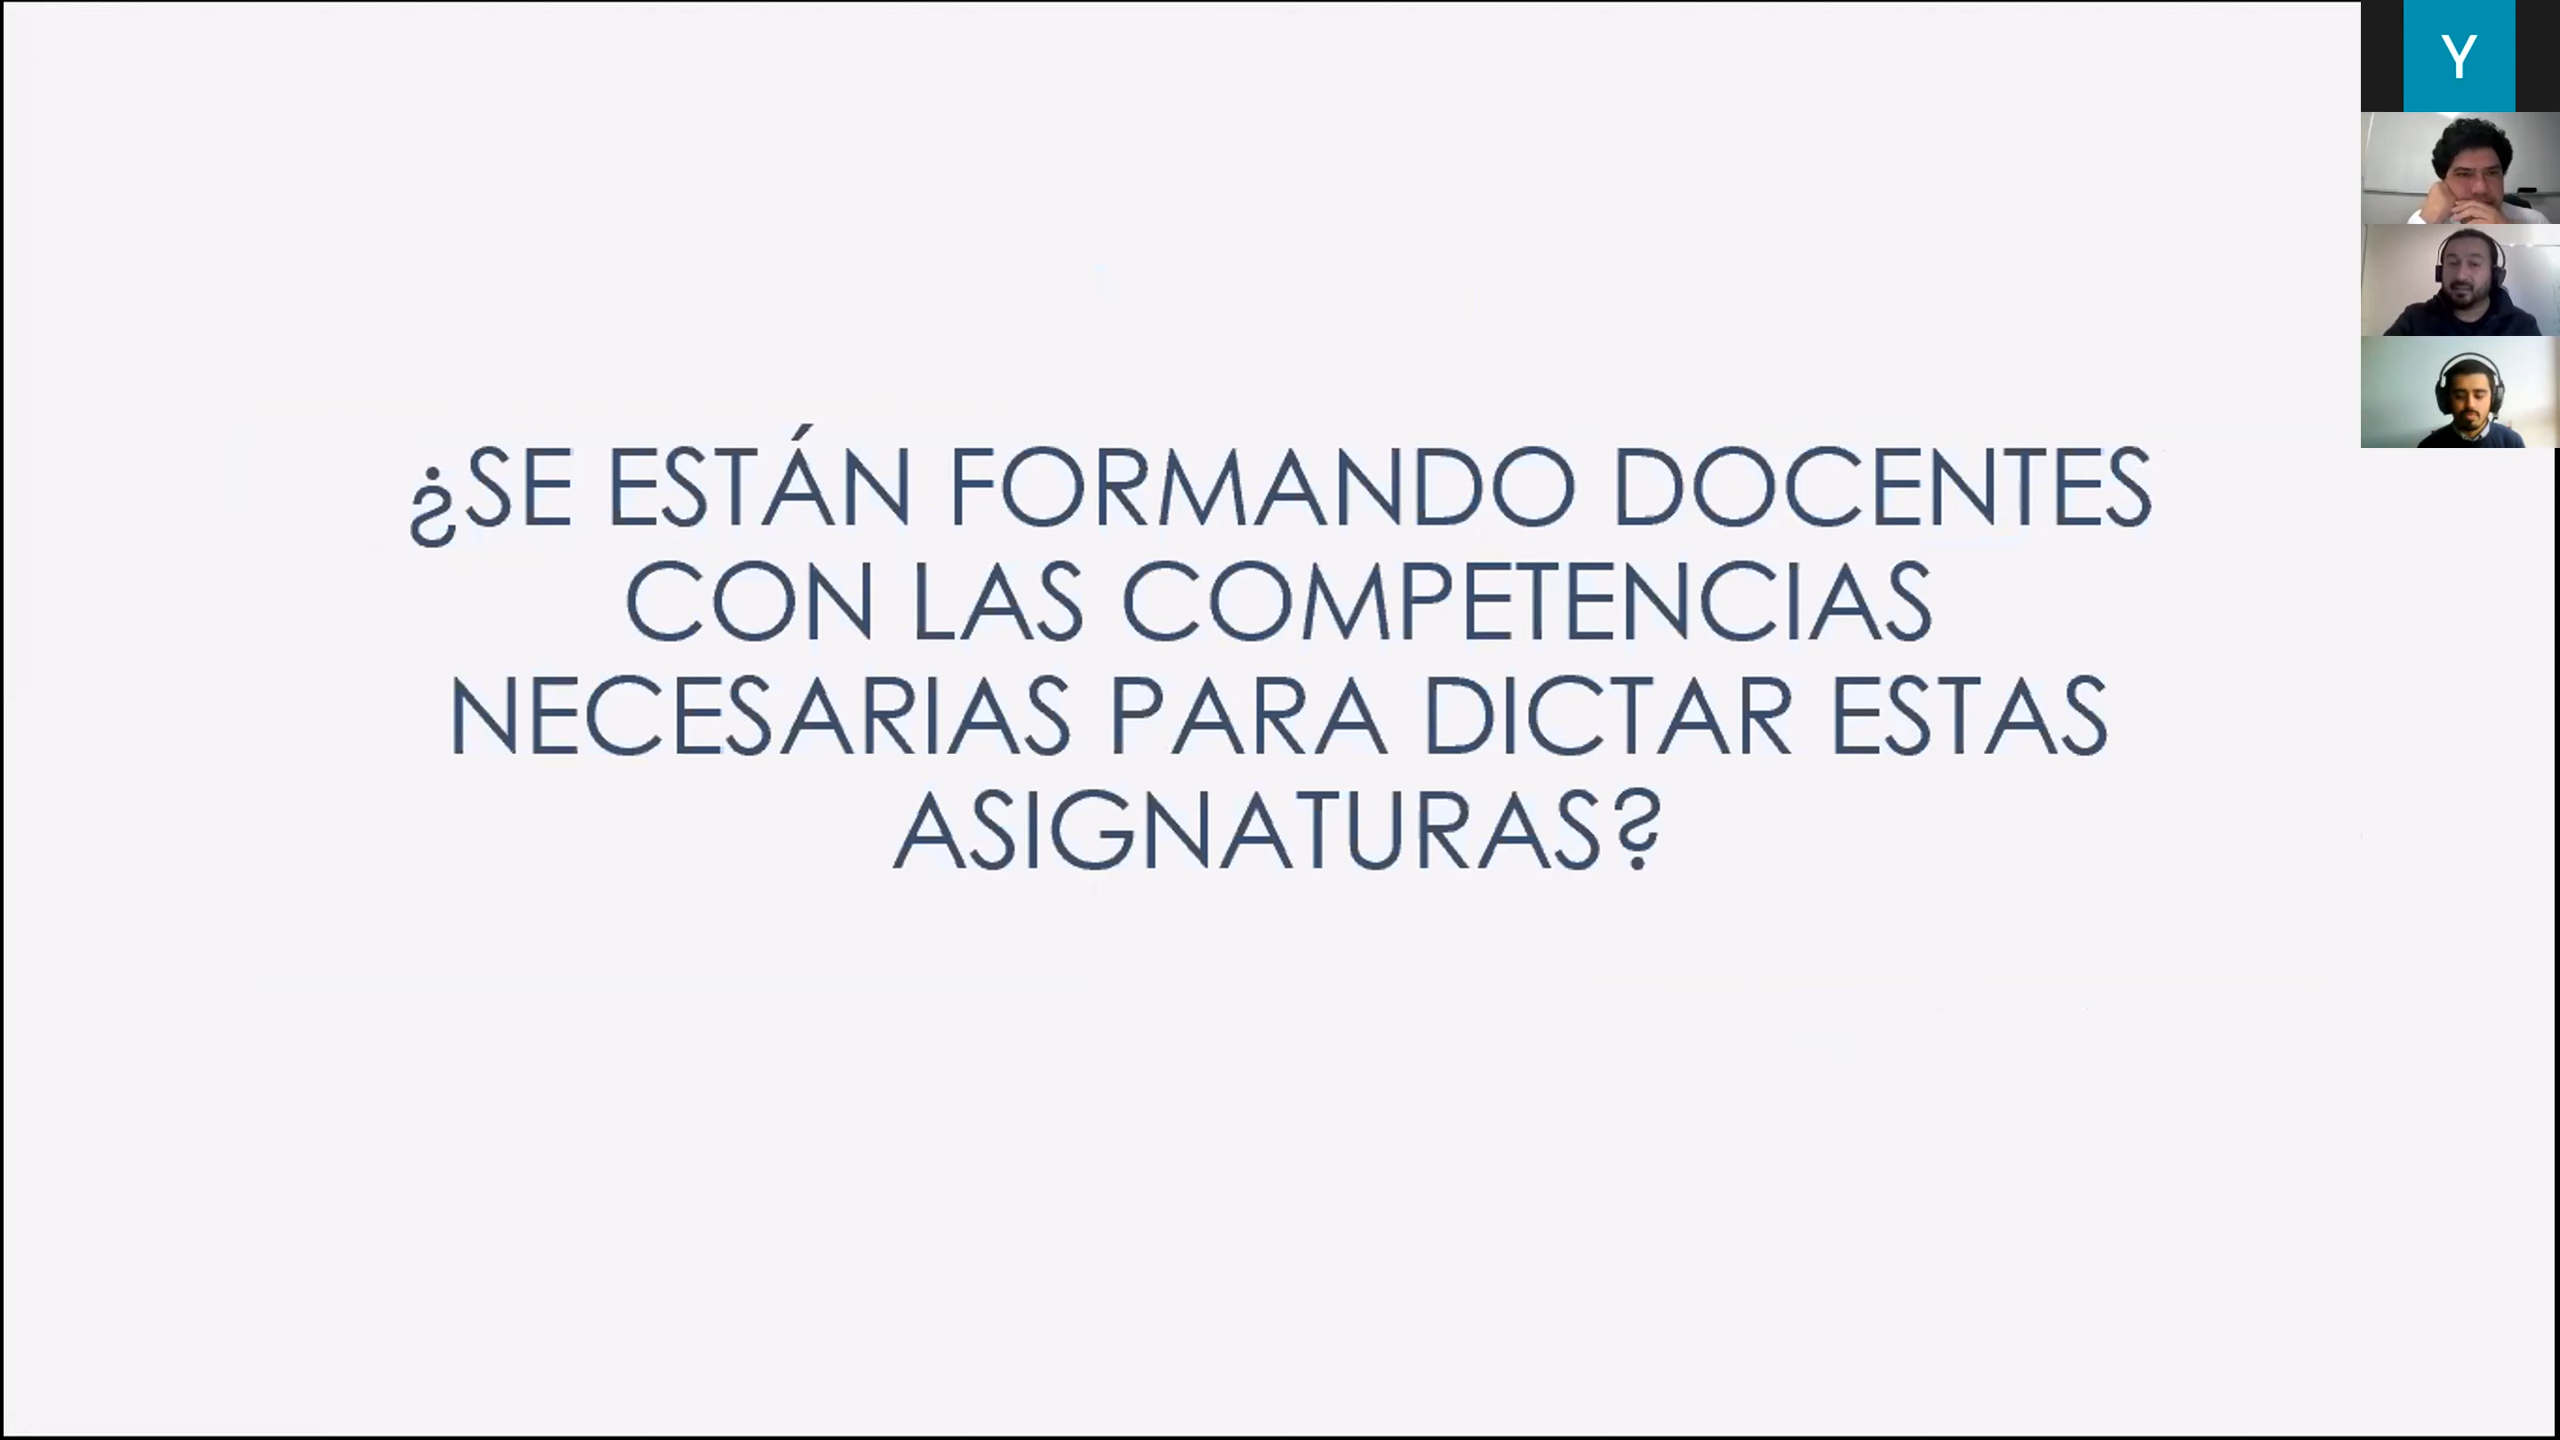 Y
¿SE ESTÁN FORMANDO DOCENTES
CON LAS COMPETENCIAS
NECESARIAS PARA DICTAR ESTAS
ASIGNATURAS?